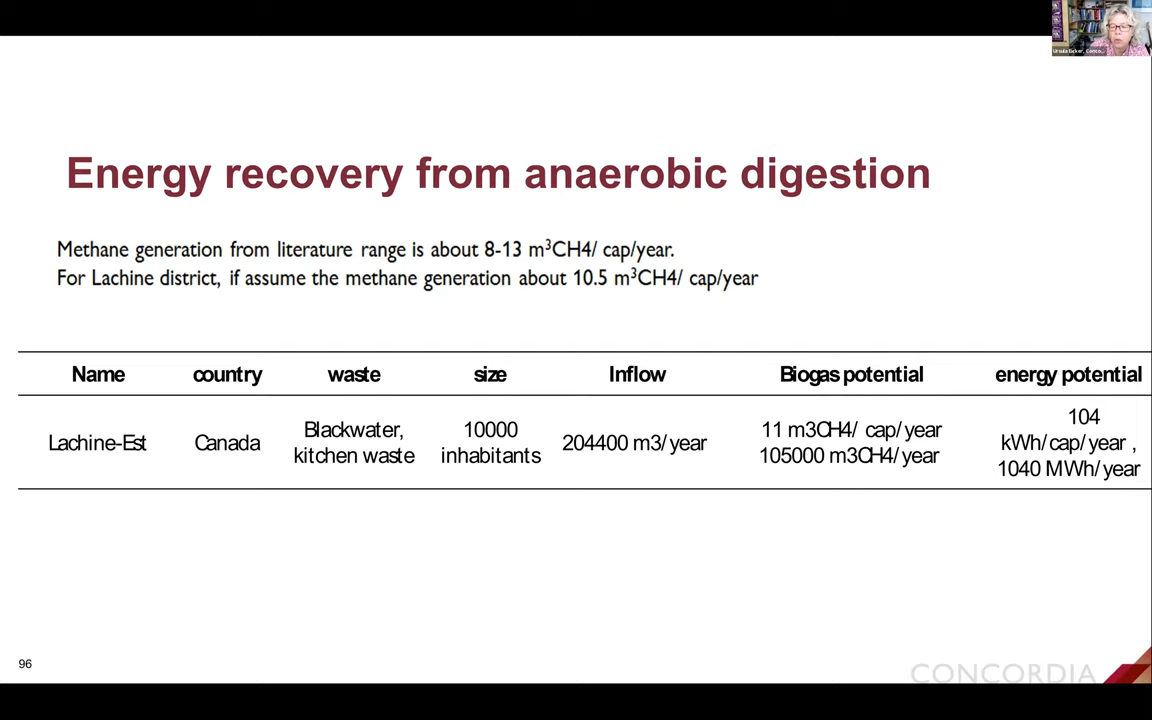 Energy recovery from anaerobic digestion
Methane generation from literature range is about 8-13 m³CH4/ cap/year.
For Lachine district, if assume the methane generation about 10.5 m³CH4/ cap/year
Name country waste size Inflow Biogas potential energy potential
Lachine-Est Canada Blackwater, kitchen waste 10000 inhabitants 204400 m3/year 11 m3CH4/ cap/year 105000 m3CH4/year 104 kWh/cap/year , 1040 MWh/year
96
CONCORDIA